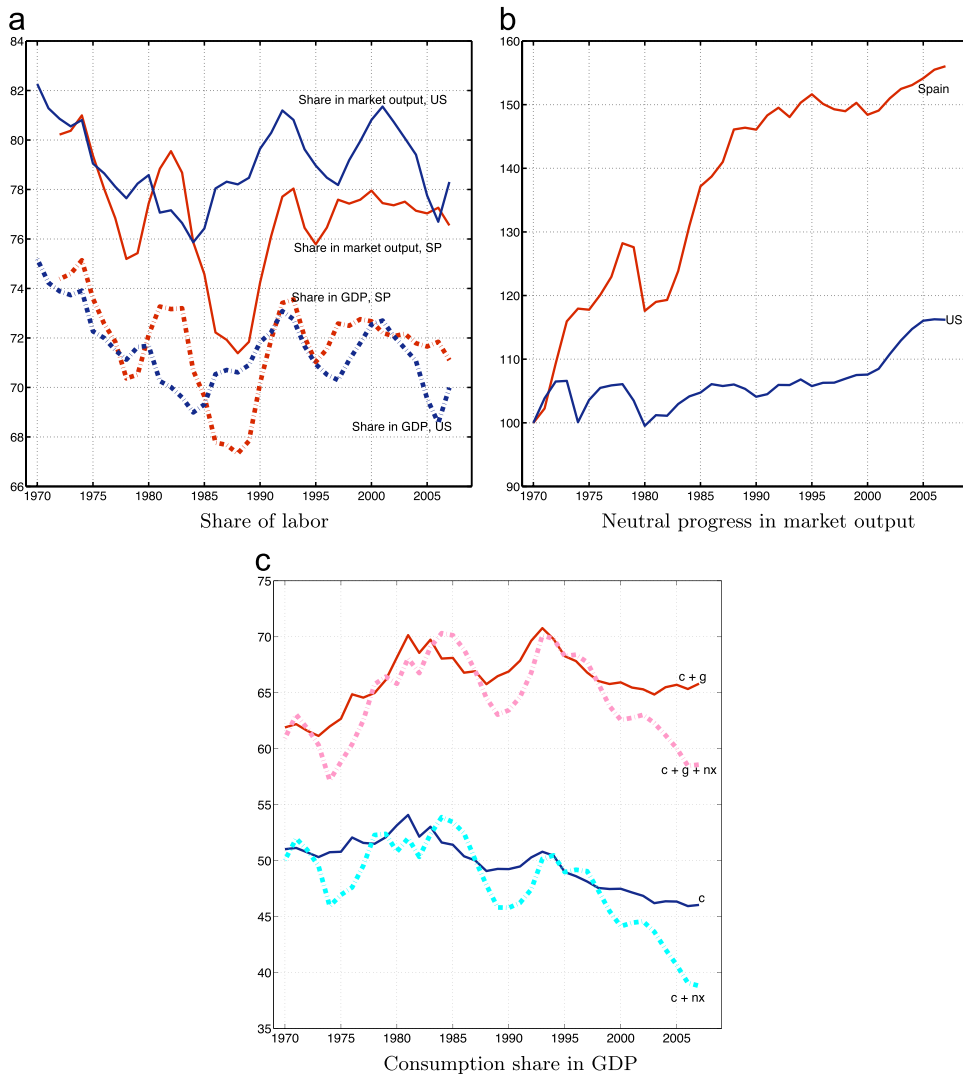 a
84
82
80
78
76
74
72
70
68
66
1970 1975 1980 1985 1990 1995 2000 2005
Share in market output, US
Share in market output, SP
Share in GDP, SP
Share in GDP, US
Share of labor
b
160
150
140
130
120
110
100
90
1970 1975 1980 1985 1990 1995 2000 2005
Spain
US
Neutral progress in market output
c
75
70
65
60
55
50
45
40
35
1970 1975 1980 1985 1990 1995 2000 2005
c + g
c + g + nx
c
c + nx
Consumption share in GDP